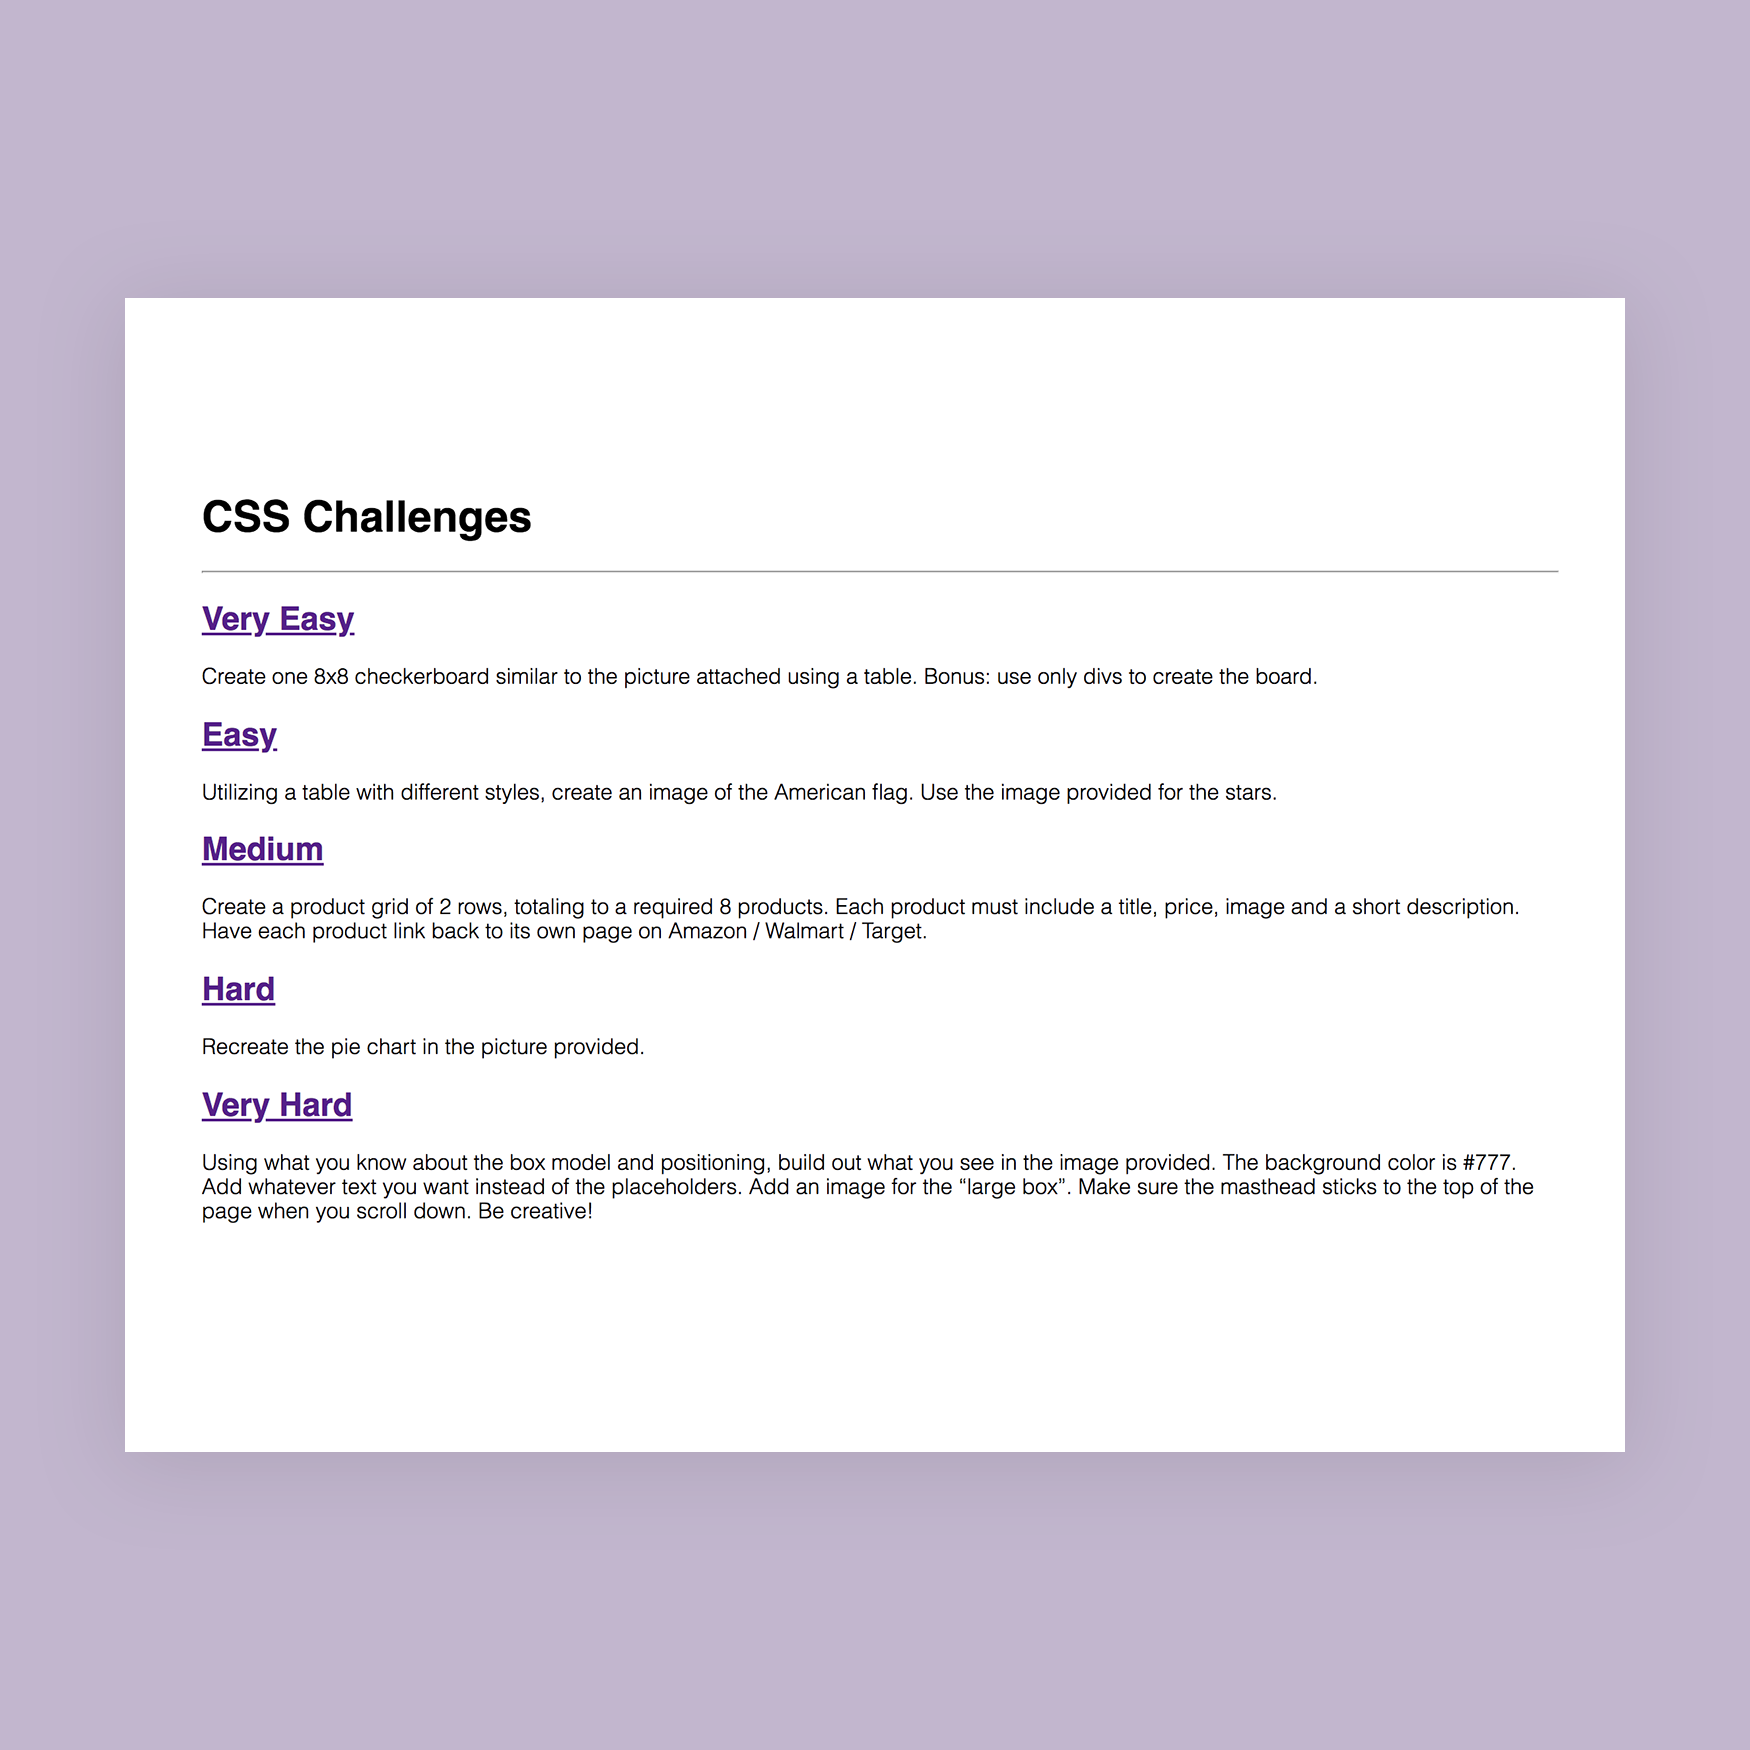 CSS Challenges
Very Easy
Create one 8x8 checkerboard similar to the picture attached using a table. Bonus: use only divs to create the board.
Easy
Utilizing a table with different styles, create an image of the American flag. Use the image provided for the stars.
Medium
Create a product grid of 2 rows, totaling to a required 8 products. Each product must include a title, price, image and a short description.
Have each product link back to its own page on Amazon / Walmart / Target.
Hard
Recreate the pie chart in the picture provided.
Very Hard
Using what you know about the box model and positioning, build out what you see in the image provided. The background color is #777.
Add whatever text you want instead of the placeholders. Add an image for the “large box”. Make sure the masthead sticks to the top of the
page when you scroll down. Be creative!